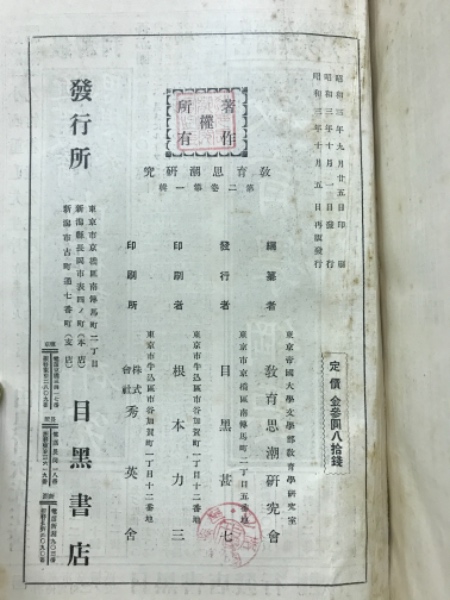 昭和三年九月廿五日印刷
昭和三年十月一日發行
昭和三年十月五日再版發行
定價金參圓八拾錢
著作權所有
教育思潮研究
第二卷第一輯
編纂者
東京帝國大學文學部教育學研究室
教育思潮研究會
發行者
東京市京橋區南傳馬町二丁目五番地
目黑甚七
印刷者
東京市牛込區市谷加賀町一丁目十二番地
根本力三
印刷所
東京市牛込區市谷加賀町一丁目十二番地
株式會社秀英舍
發行所
東京市京橋區南傳馬町二丁目
新潟縣長岡市表四ノ町(本店)
新潟市古町通七番町(支店)
目黑書店